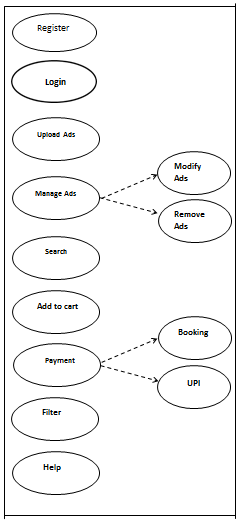 Register
Login
Upload Ads
Modify
Ads
Manage Ads
Remove
Ads
Search
Add to cart
Booking
Payment
UPI
Filter
Help